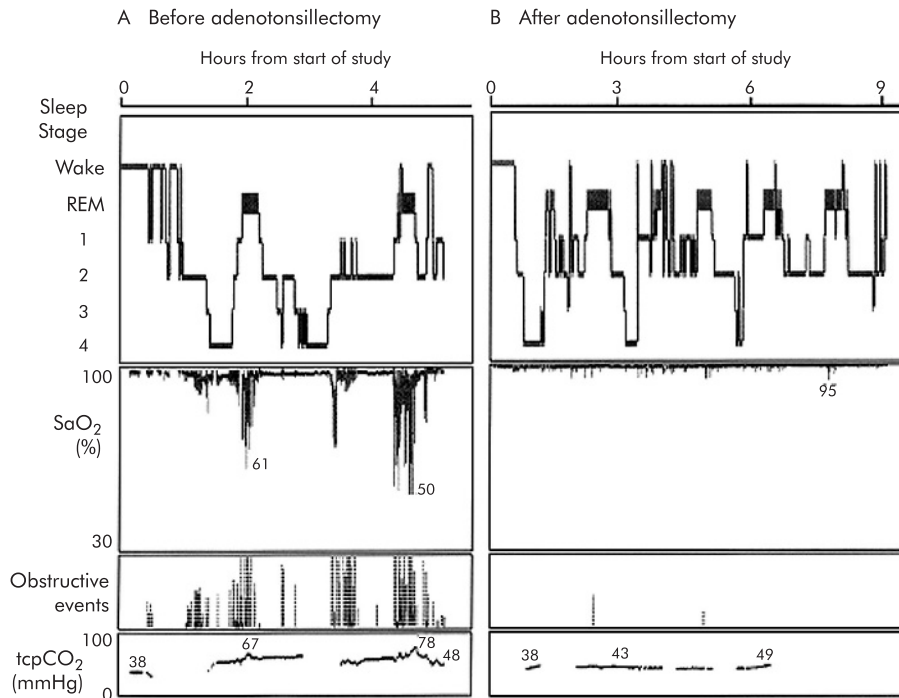 A Before adenotonsillectomy
B After adenotonsillectomy
Hours from start of study
Hours from start of study
0 2 4
0 3 6 9
Sleep
Stage
Wake
REM
1
2
3
4
100
SaO2
(%)
30
61
50
95
Obstructive
events
100
tcpCO2
(mmHg)
0
38
67
78
48
38
43
49